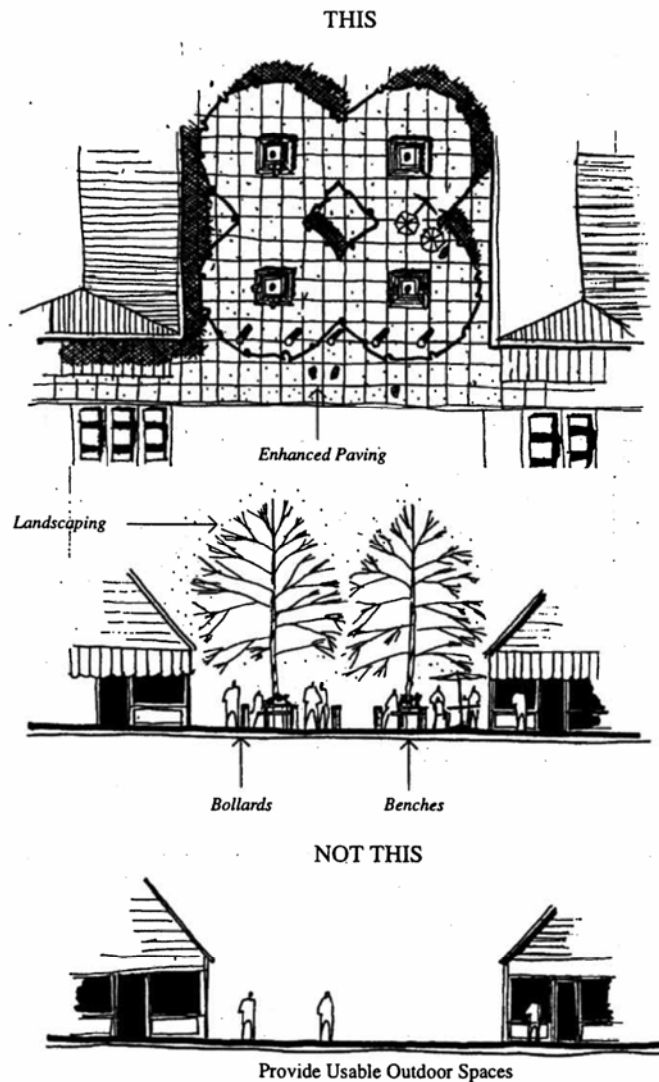 THIS
Enhanced Paving
Landscaping
Bollards
Benches
NOT THIS
Provide Usable Outdoor Spaces